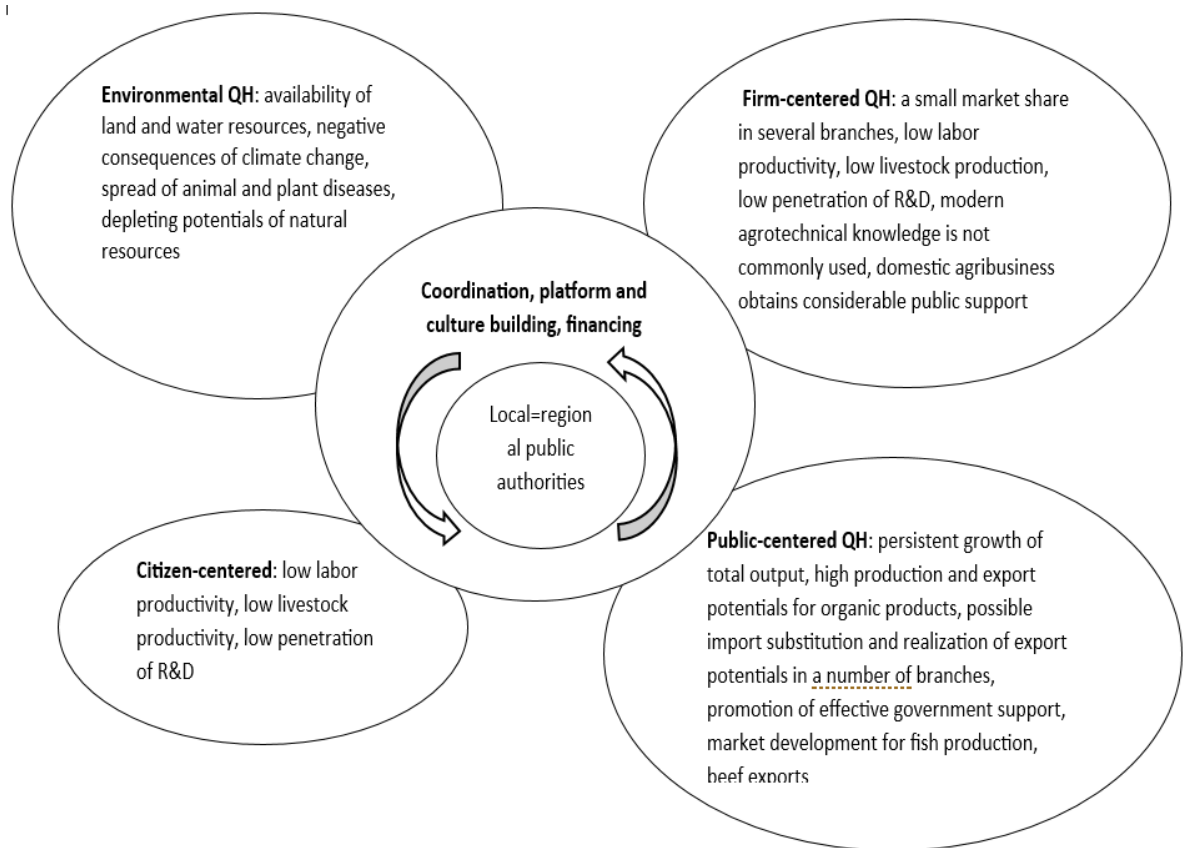 Environmental QH: availability of
land and water resources, negative
consequences of climate change,
spread of animal and plant diseases,
depleting potentials of natural
resources
Firm-centered QH: a small market share
in several branches, low labor
productivity, low livestock production,
low penetration of R&D, modern
agrotechnical knowledge is not
commonly used, domestic agribusiness
obtains considerable public support
Coordination, platform and
culture building, financing
Local=region
al public
authorities
Citizen-centered: low labor
productivity, low livestock
productivity, low penetration
of R&D
Public-centered QH: persistent growth of
total output, high production and export
potentials for organic products, possible
import substitution and realization of export
potentials in a number of branches,
promotion of effective government support,
market development for fish production,
beef exports